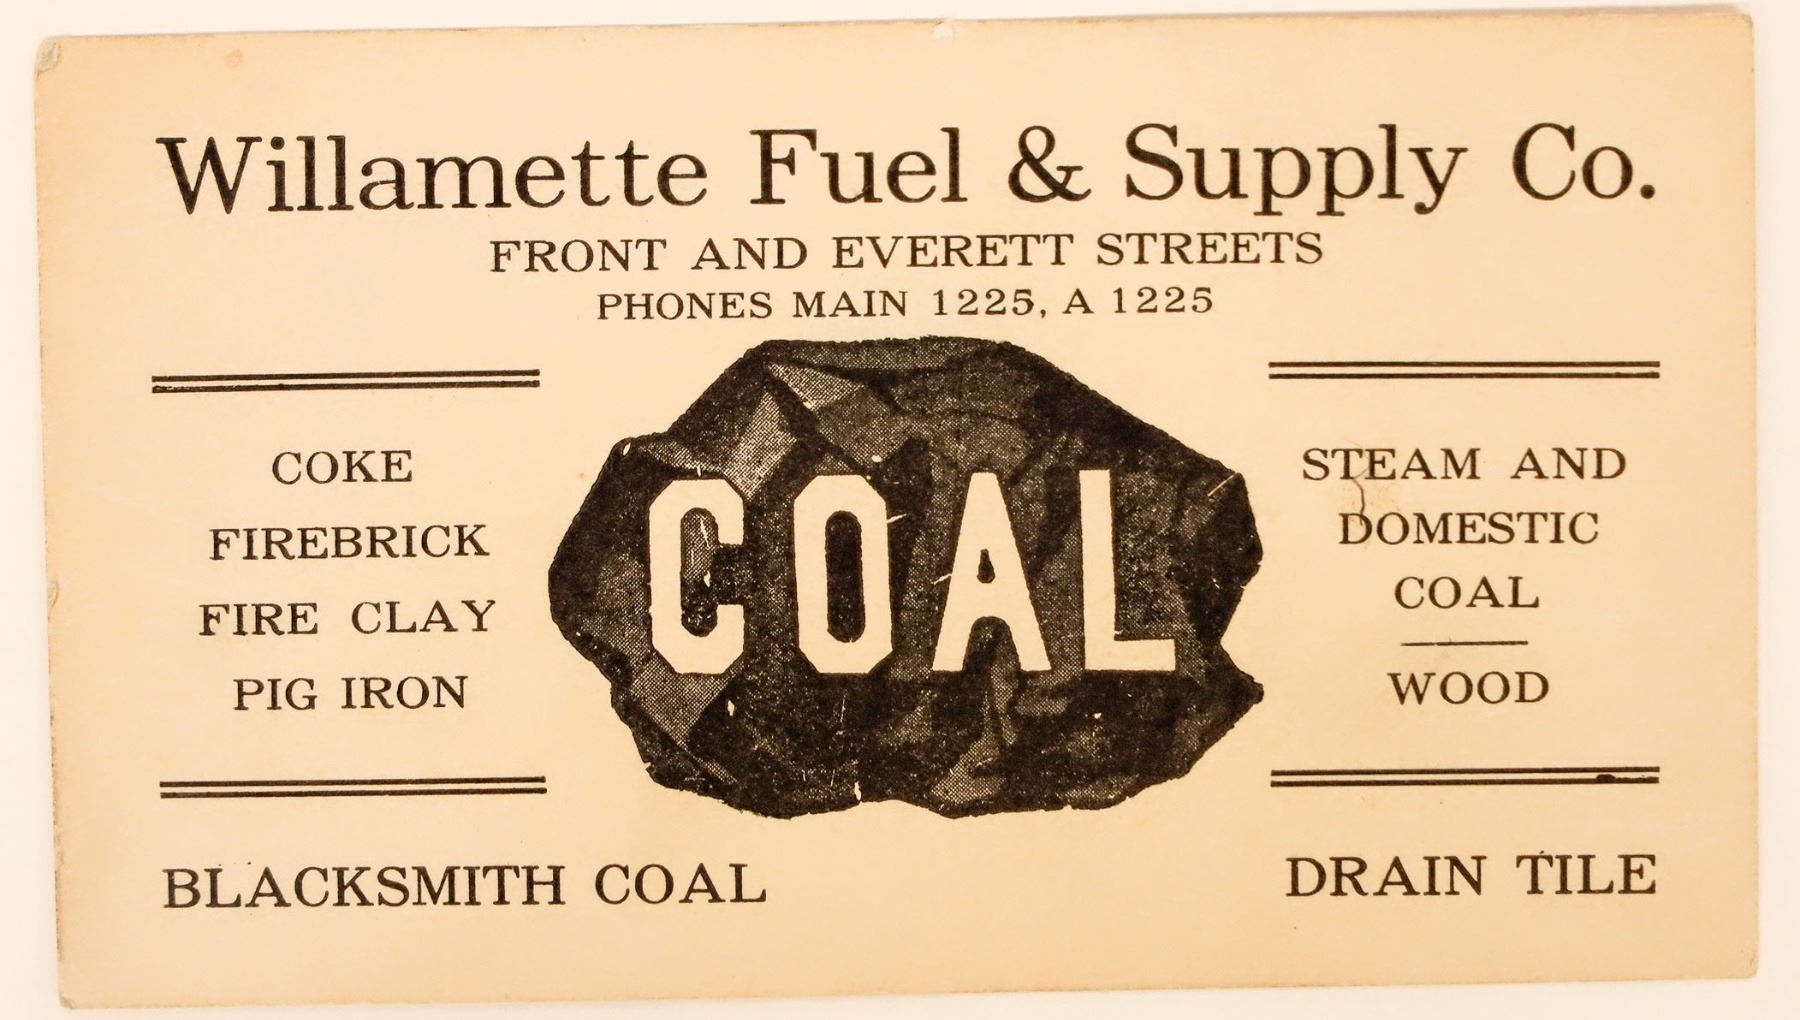 Willamette Fuel & Supply Co.
FRONT AND EVERETT STREETS
PHONES MAIN 1225, A 1225
COKE
FIREBRICK
FIRE CLAY
PIG IRON
COAL
STEAM AND
DOMESTIC
COAL
WOOD
BLACKSMITH COAL
DRAIN TILE